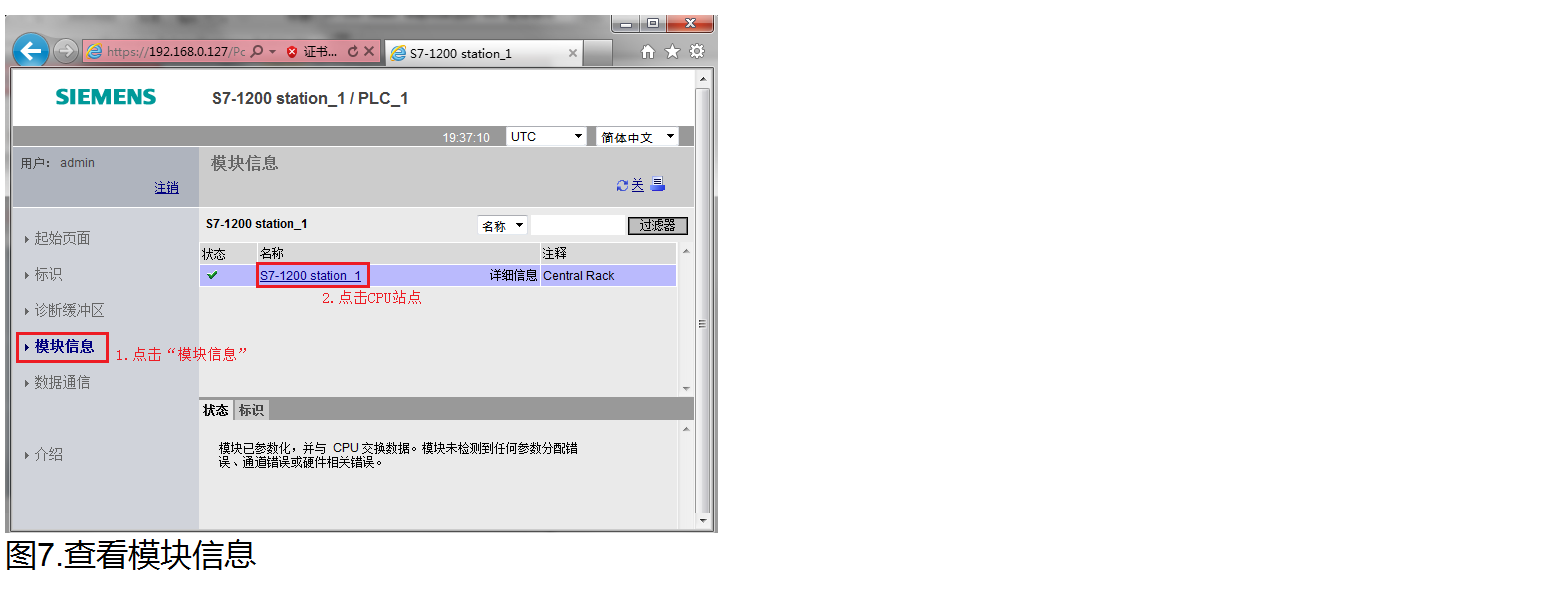 https://192.168.0.127/Pc
证书...
S7-1200 station_1
SIEMENS
S7-1200 station_1 / PLC_1
19:37:10
UTC
简体中文
用户: admin
注销
模块信息
关
起始页面
标识
诊断缓冲区
模块信息
1.点击“模块信息”
数据通信
介绍
S7-1200 station_1
名称
过滤器
状态 名称 注释
S7-1200 station_1 详细信息 Central Rack
2.点击CPU站点
状态 标识
模块已参数化，并与 CPU 交换数据。模块未检测到任何参数分配错
误、通道错误或硬件相关错误。
图7.查看模块信息